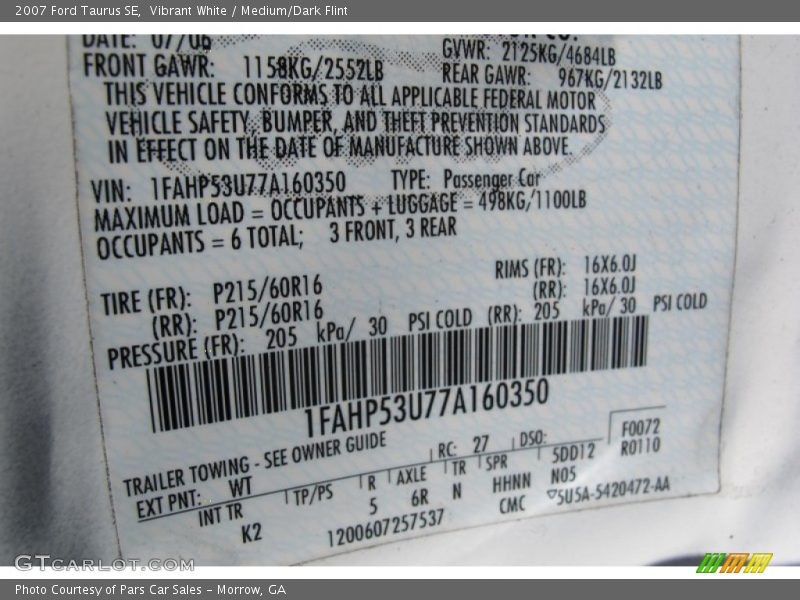 2007 Ford Taurus SE,  Vibrant White / Medium/Dark Flint
DATE: 07/06
GVWR: 2125KG/4684LB
FRONT GAWR: 1158KG/2552LB REAR GAWR: 967KG/2132LB
THIS VEHICLE CONFORMS TO ALL APPLICABLE FEDERAL MOTOR
VEHICLE SAFETY, BUMPER, AND THEFT PREVENTION STANDARDS
IN EFFECT ON THE DATE OF MANUFACTURE SHOWN ABOVE.
VIN: 1FAHP53U77A160350 TYPE: Passenger Car
MAXIMUM LOAD = OCCUPANTS + LUGGAGE = 498KG/1100LB
OCCUPANTS = 6 TOTAL; 3 FRONT, 3 REAR
TIRE (FR): P215/60R16 RIMS (FR): 16X6.0J
(RR): P215/60R16 (RR): 16X6.0J
PRESSURE (FR): 205 kPa/ 30 PSI COLD (RR): 205 kPa/ 30 PSI COLD
1FAHP53U77A160350
TRAILER TOWING - SEE OWNER GUIDE
EXT PNT: WT RC: 27 DSO: F0072
INT TR TP/PS R AXLE TR SPR 5DD12 R0110
K2 5 6R N HHNN N05
1200607257537 CMC ▽5U5A-5420472-AA
GTCarLot.com
Photo Courtesy of Pars Car Sales - Morrow, GA